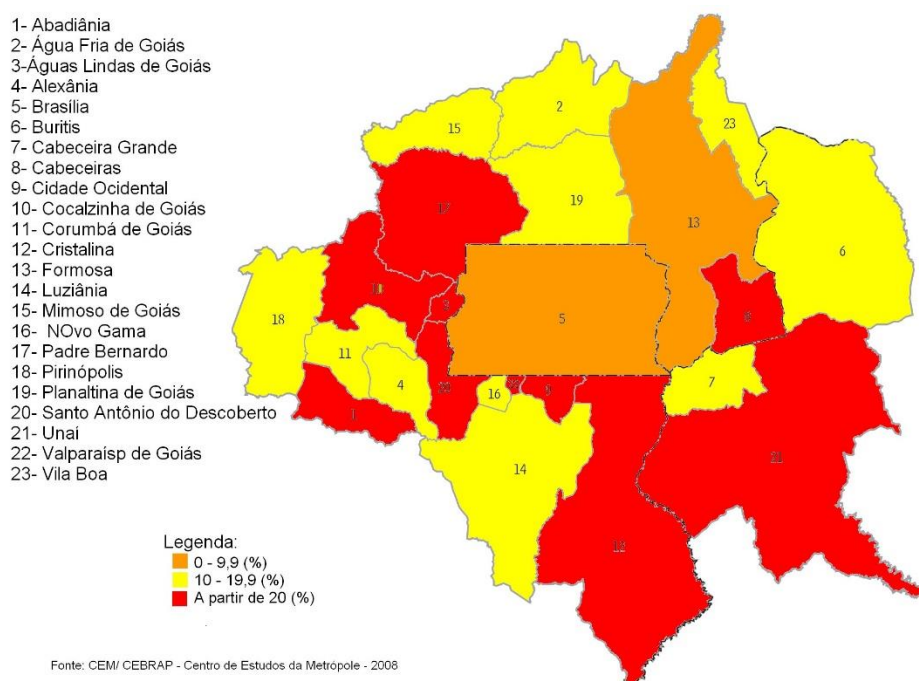 1- Abadiânia
2- Água Fria de Goiás
3-Águas Lindas de Goiás
4- Alexânia
5- Brasília
6- Buritis
7- Cabeceira Grande
8- Cabeceiras
9- Cidade Ocidental
10- Cocalzinha de Goiás
11- Corumbá de Goiás
12- Cristalina
13- Formosa
14- Luziânia
15- Mimoso de Goiás
16- NOvo Gama
17- Padre Bernardo
18- Pirinópolis
19- Planaltina de Goiás
20- Santo Antônio do Descoberto
21- Unaí
22- Valparaísp de Goiás
23- Vila Boa
2
15
23
19
17
13
6
3
5
8
18
11
4
16
9
7
1
14
21
12
Legenda:
0 - 9,9 (%)
10 - 19,9 (%)
A partir de 20 (%)
Fonte: CEM/ CEBRAP - Centro de Estudos da Metrópole - 2008